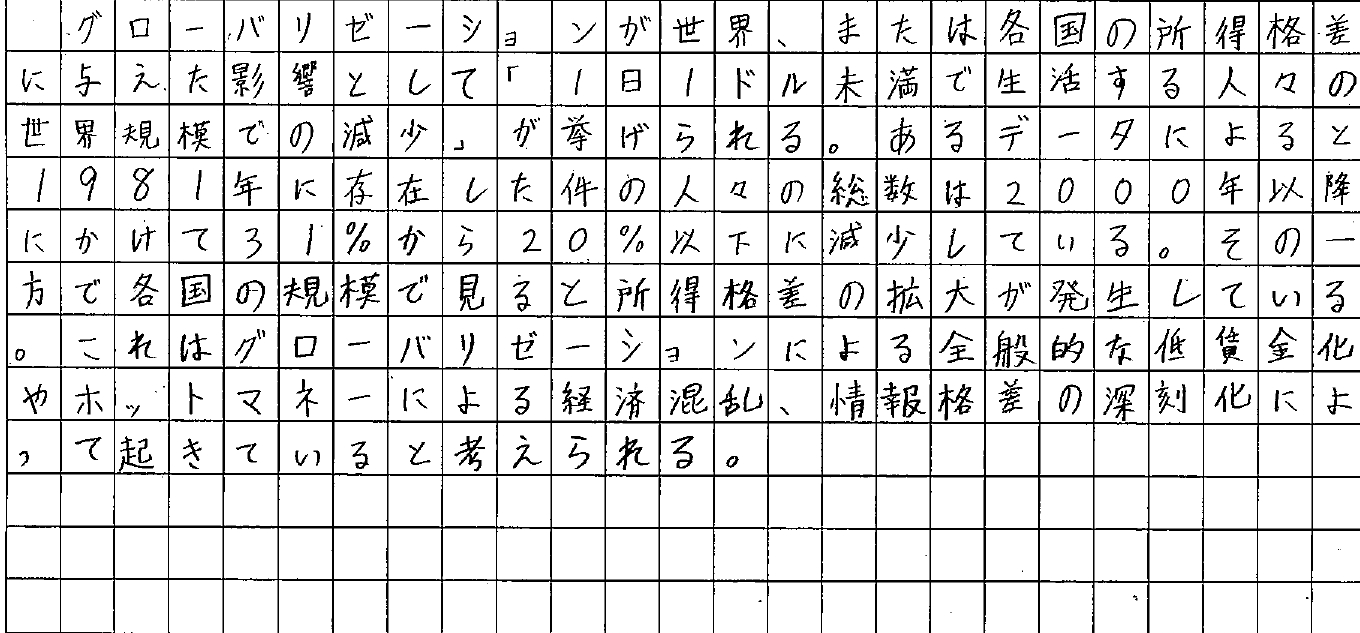 グローバリゼーションが世界、または各国の所得格差
に与えた影響として「1日1ドル未満で生活する人々の
世界規模での減少」が挙げられる。あるデータによると
1981年に存在した件の人々の総数は2000年以降
にかけて31%から20%以下に減少している。その一
方で各国の規模で見ると所得格差の拡大が発生している
。これはグローバリゼーションによる全般的な低賃金化
やホットマネーによる経済混乱、情報格差の深刻化によ
って起きていると考えられる。